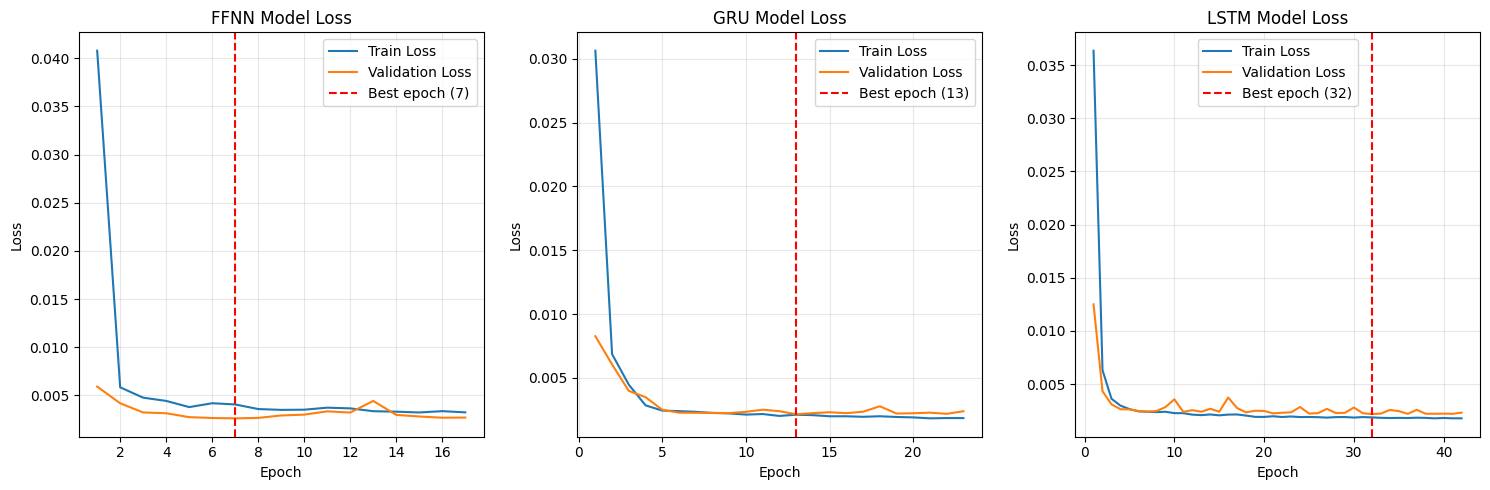 FFNN Model Loss
Loss
0.040
0.035
0.030
0.025
0.020
0.015
0.010
0.005
Train Loss
Validation Loss
Best epoch (7)
2 4 6 8 10 12 14 16
Epoch
GRU Model Loss
Loss
0.030
0.025
0.020
0.015
0.010
0.005
Train Loss
Validation Loss
Best epoch (13)
0 5 10 15 20
Epoch
LSTM Model Loss
Loss
0.035
0.030
0.025
0.020
0.015
0.010
0.005
Train Loss
Validation Loss
Best epoch (32)
0 10 20 30 40
Epoch